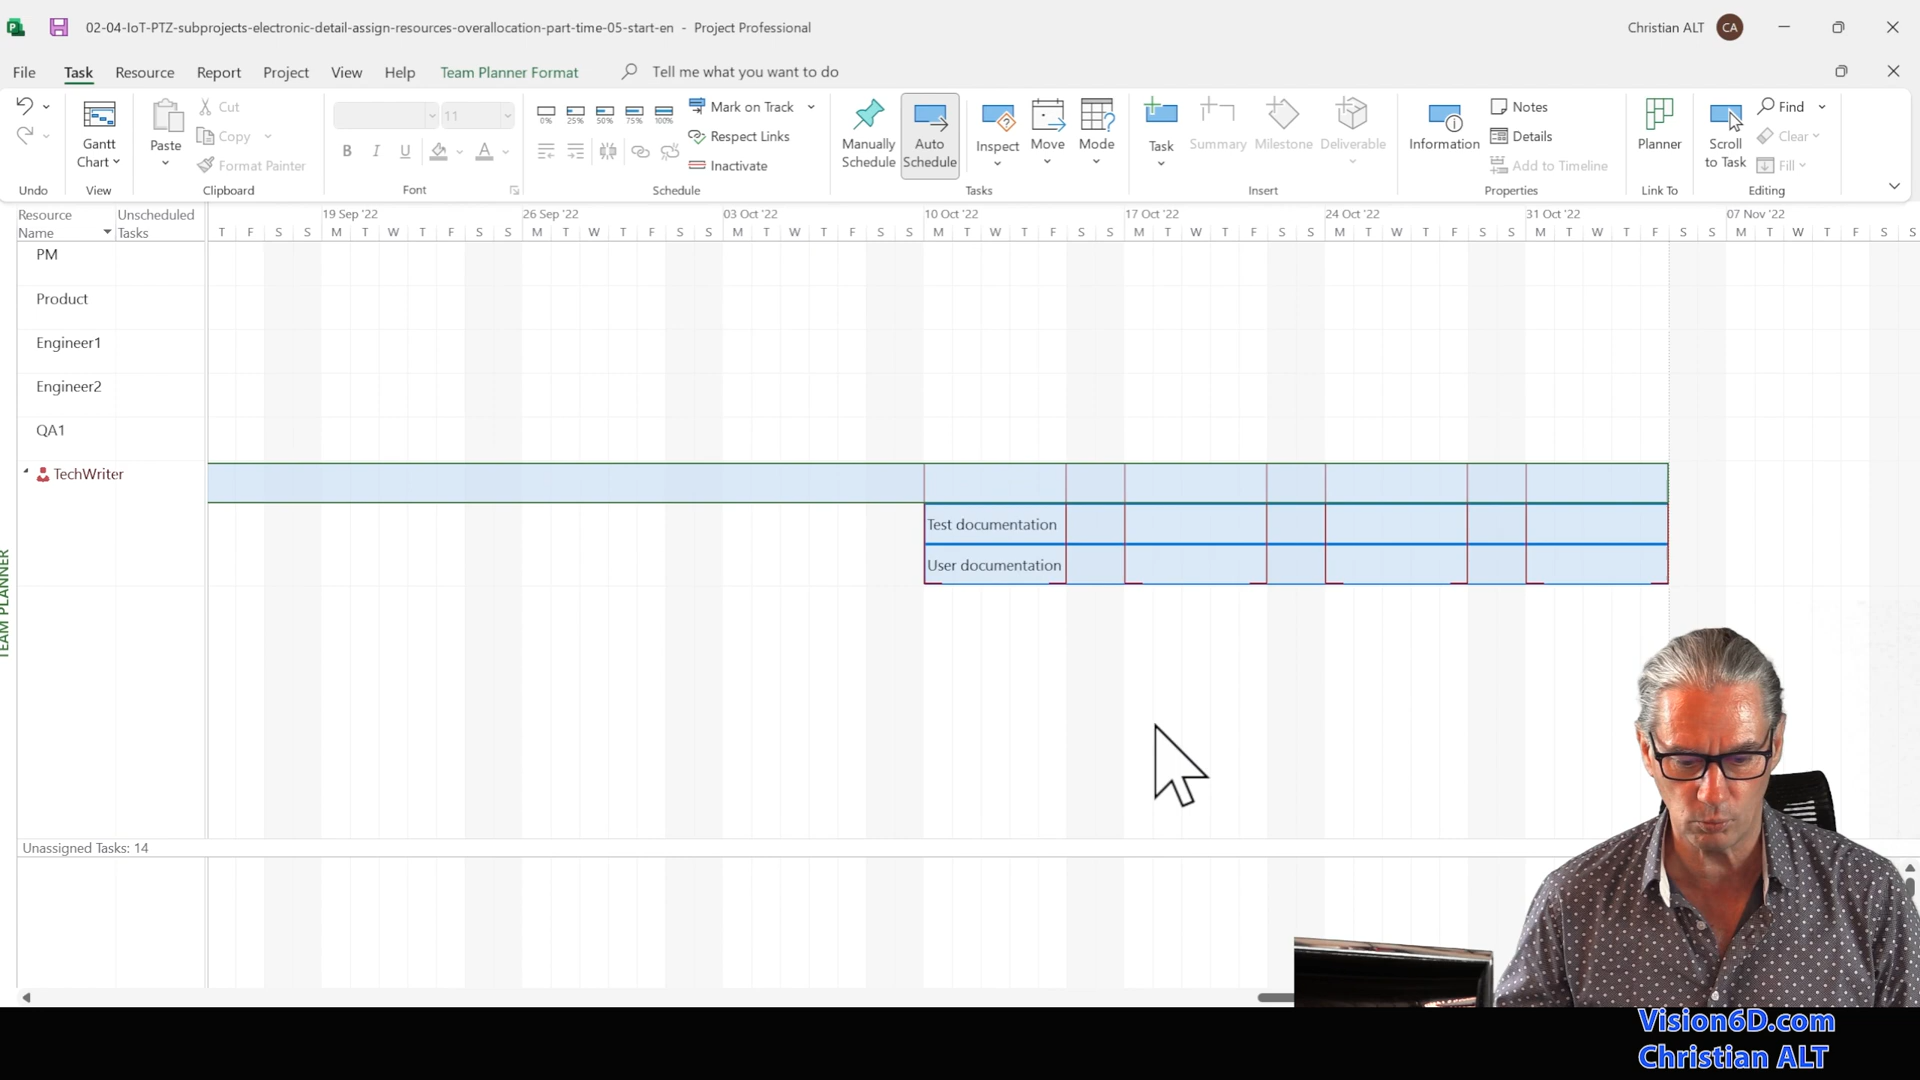 02-04-IoT-PTZ-subprojects-electronic-detail-assign-resources-overallocation-part-time-05-start-en - Project Professional
Christian ALT
CA
File Task Resource Report Project View Help Team Planner Format Tell me what you want to do
Undo
Gantt Chart
View
Paste
Cut
Copy
Format Painter
Clipboard
11
B I U A
Font
0% 25% 50% 75% 100%
Mark on Track
Respect Links
Inactivate
Schedule
Manually Schedule
Auto Schedule
Inspect
Move
Mode
Tasks
Task
Summary
Milestone
Deliverable
Insert
Information
Notes
Details
Add to Timeline
Properties
Planner
Link To
Scroll to Task
Find
Clear
Fill
Editing
Resource Name
Unscheduled Tasks
19 Sep '22 26 Sep '22 03 Oct '22 10 Oct '22 17 Oct '22 24 Oct '22 31 Oct '22 07 Nov '22
T F S S M T W T F S S M T W T F S S M T W T F S S M T W T F S S M T W T F S S M T W T F S S M T W T F S S M T W T F S S
PM
Product
Engineer1
Engineer2
QA1
TechWriter
Test documentation
User documentation
TEAM PLANNER
Unassigned Tasks: 14
Vision6D.com
Christian ALT